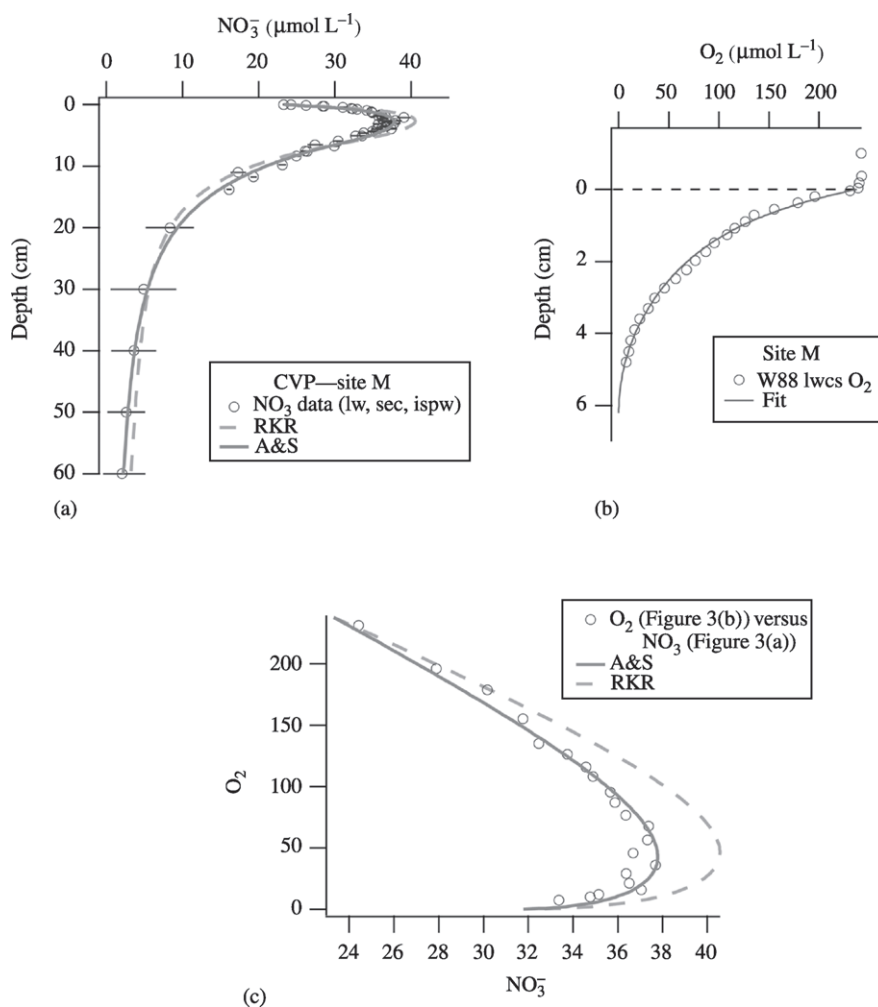 NO₃⁻ (μmol L⁻¹)
0 10 20 30 40
0
10
20
30
40
50
60
Depth (cm)
CVP—site M
NO₃ data (lw, sec, ispw)
RKR
A&S
(a)
O₂ (μmol L⁻¹)
0 50 100 150 200
0
2
4
6
Depth (cm)
Site M
W88 lwcs O₂
Fit
(b)
O₂ (Figure 3(b)) versus
NO₃ (Figure 3(a))
A&S
RKR
200
150
100
50
0
O₂
24 26 28 30 32 34 36 38 40
NO₃⁻
(c)